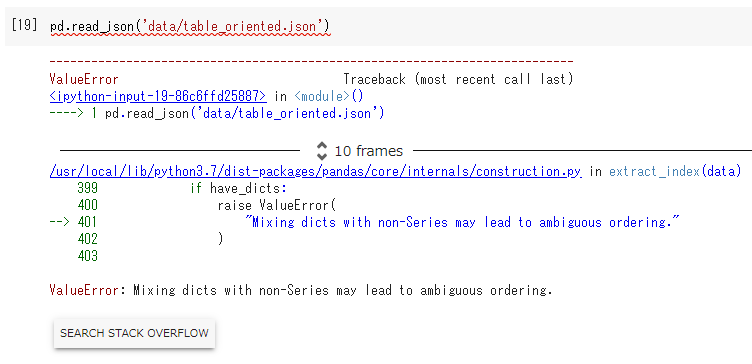 [19] pd.read_json('data/table_oriented.json')
---------------------------------------------------------------------------
ValueError                                Traceback (most recent call last)
<ipython-input-19-86c6ffd25887> in <module>()
----> 1 pd.read_json('data/table_oriented.json')
10 frames
/usr/local/lib/python3.7/dist-packages/pandas/core/internals/construction.py in extract_index(data)
    399             if have_dicts:
    400                 raise ValueError(
--> 401                     "Mixing dicts with non-Series may lead to ambiguous ordering."
    402                 )
    403
ValueError: Mixing dicts with non-Series may lead to ambiguous ordering.
SEARCH STACK OVERFLOW